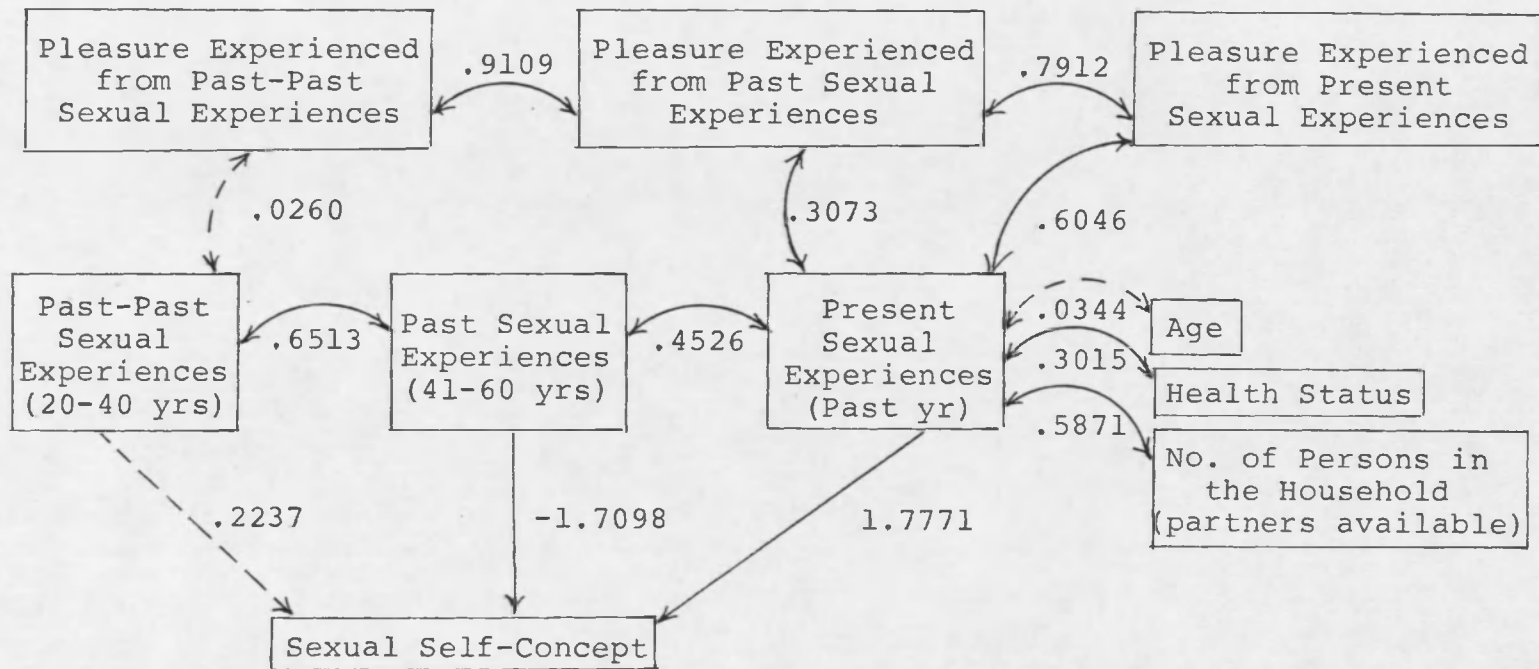 Pleasure Experienced
from Past-Past
Sexual Experiences
.9109
Pleasure Experienced
from Past Sexual
Experiences
.7912
Pleasure Experienced
from Present
Sexual Experiences
.0260
.3073
.6046
Past-Past
Sexual
Experiences
(20-40 yrs)
.6513
Past Sexual
Experiences
(41-60 yrs)
.4526
Present
Sexual
Experiences
(Past yr)
.0344
Age
.3015
Health Status
.5871
No. of Persons in
the Household
(partners available)
.2237
-1.7098
1.7771
Sexual Self-Concept